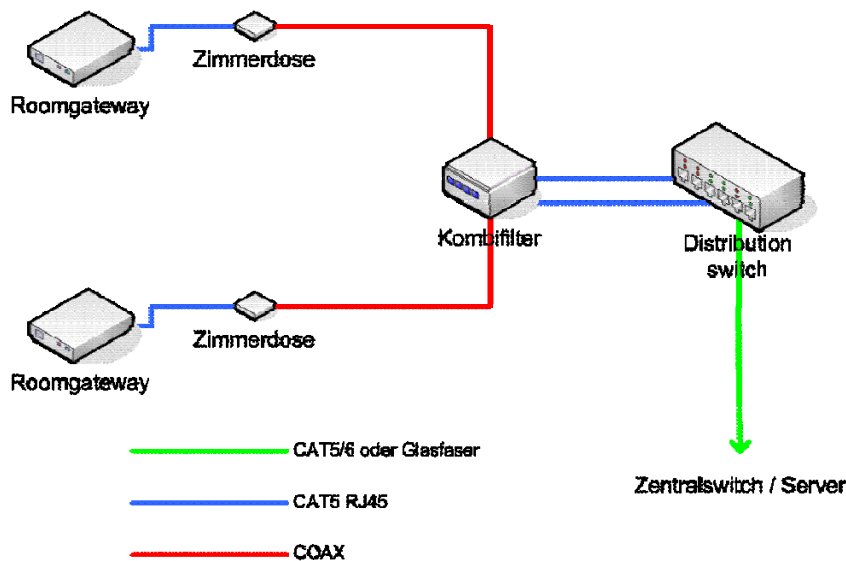 Zimmerdose
Roomgateway
Kombifilter
Distribution
switch
Zimmerdose
Roomgateway
CAT5/6 oder Glasfaser
Zentralswitch / Server
CAT5 RJ45
COAX